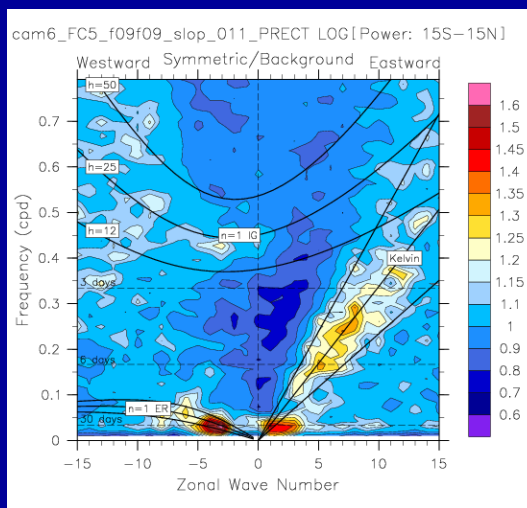 cam6_FC5_f09f09_slop_011_PRECT LOG[Power: 15S-15N]
Westward Symmetric/Background Eastward
h=50
h=25
h=12
n=1 IG
Kelvin
3 days
6 days
n=1 ER
30 days
Frequency (cpd)
0.7
0.6
0.5
0.4
0.3
0.2
0.1
0
-15 -10 -5 0 5 10 15
Zonal Wave Number
1.6
1.5
1.45
1.4
1.35
1.3
1.25
1.2
1.15
1.1
1
0.9
0.8
0.7
0.6